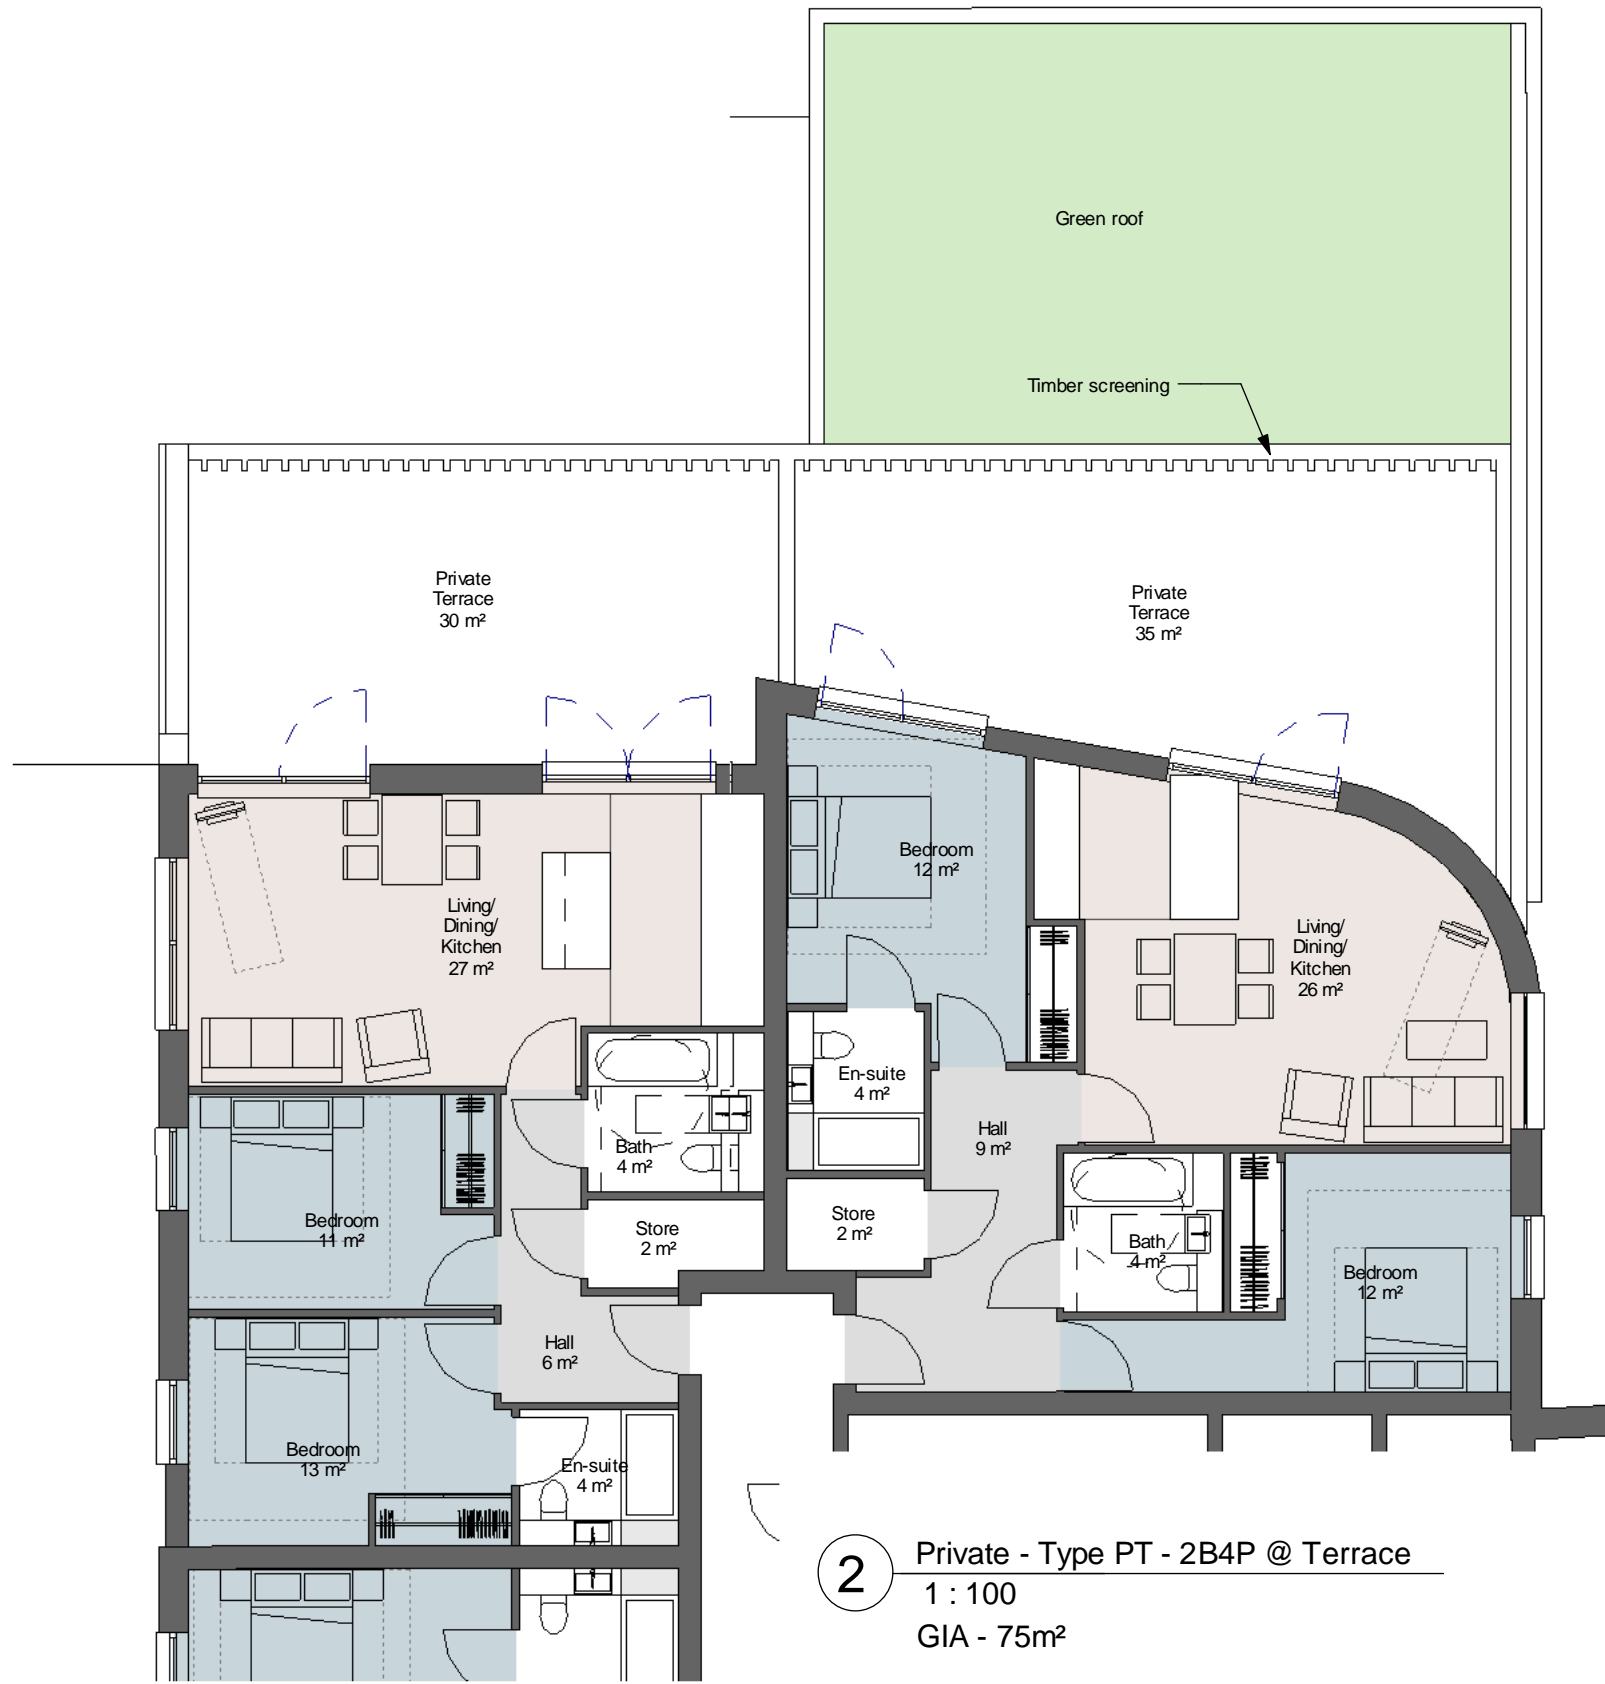 Green roof
Timber screening
Private
Terrace
30 m²
Private
Terrace
35 m²
Living/
Dining/
Kitchen
27 m²
Bedroom
12 m²
Living/
Dining/
Kitchen
26 m²
En-suite
4 m²
Hall
9 m²
Bath
4 m²
Bedroom
11 m²
Store
2 m²
Store
2 m²
Bath
4 m²
Bedroom
12 m²
Hall
6 m²
Bedroom
13 m²
En-suite
4 m²
2
Private - Type PT - 2B4P @ Terrace
1 : 100
GIA - 75m²